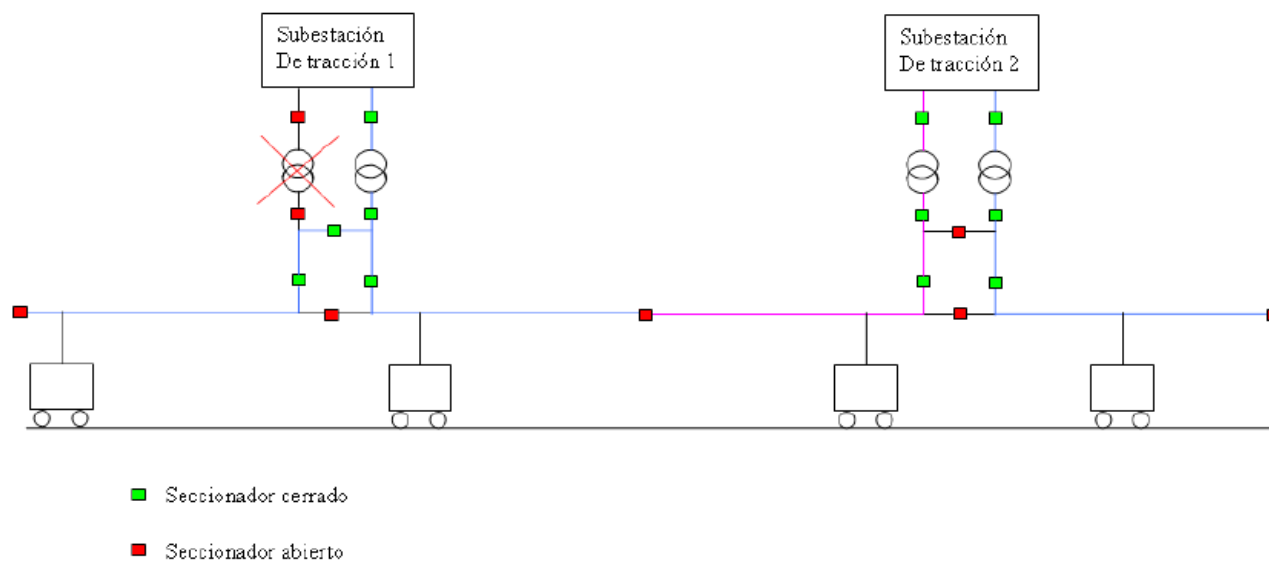 Subestación
De tracción 1
Subestación
De tracción 2
Seccionador cerrado
Seccionador abierto